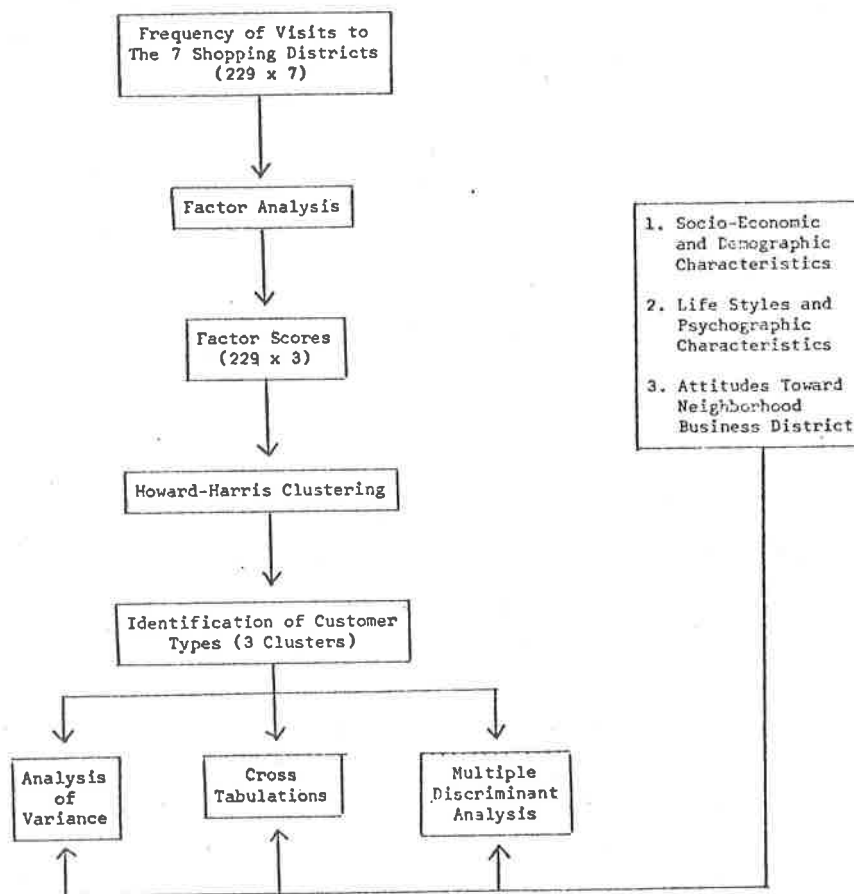 Frequency of Visits to
The 7 Shopping Districts
(229 x 7)
Factor Analysis
Factor Scores
(229 x 3)
Howard-Harris Clustering
Identification of Customer
Types (3 Clusters)
Analysis
of
Variance
Cross
Tabulations
Multiple
Discriminant
Analysis
1. Socio-Economic
and Demographic
Characteristics
2. Life Styles and
Psychographic
Characteristics
3. Attitudes Toward
Neighborhood
Business District